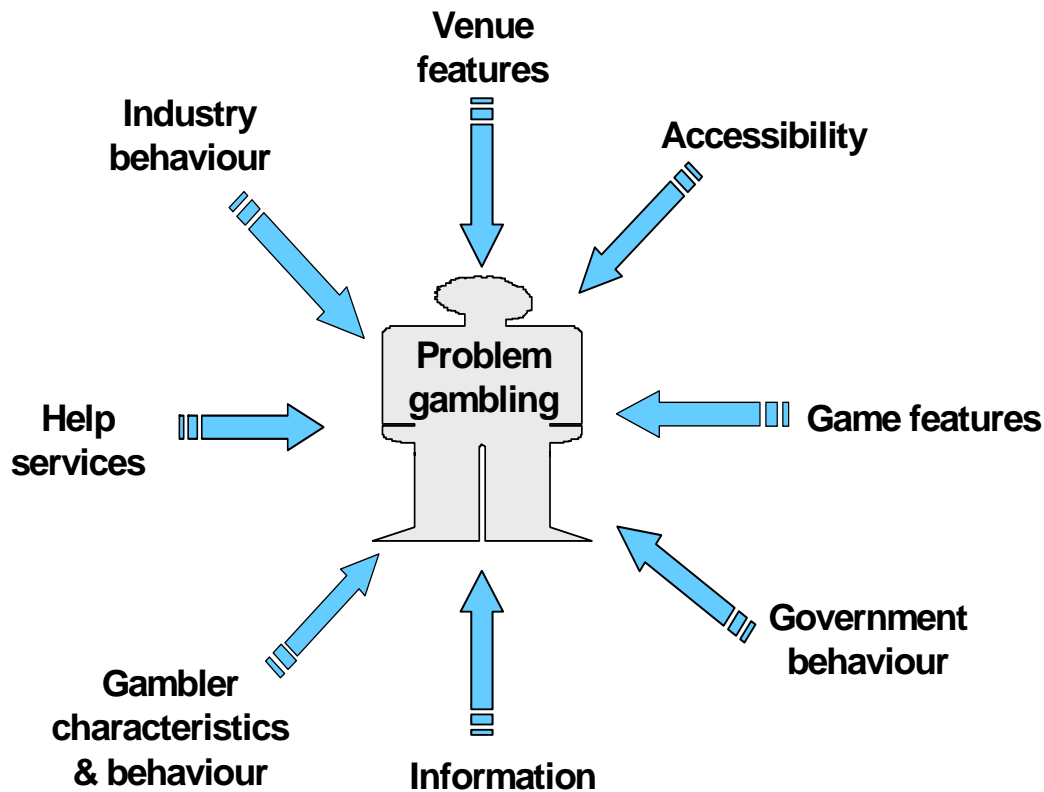 Venue
features
Industry
behaviour
Accessibility
Problem
gambling
Help
services
Game features
Government
behaviour
Gambler
characteristics
& behaviour
Information